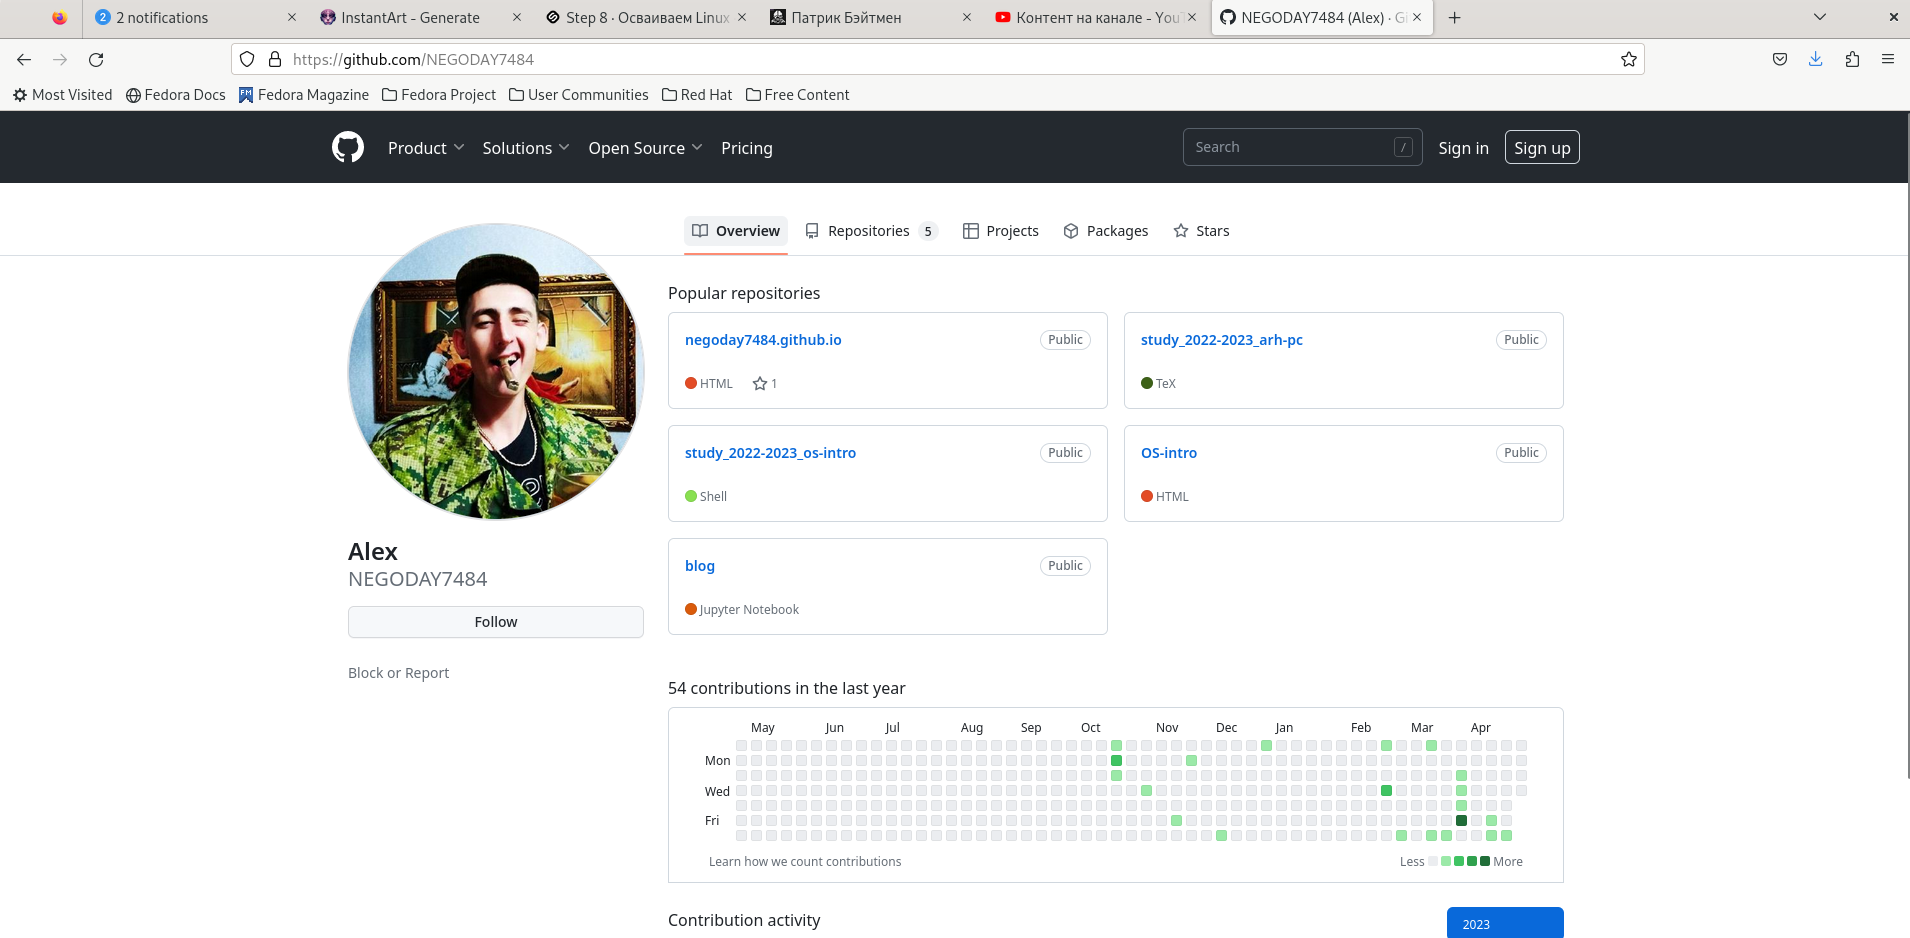 2 notifications
InstantArt - Generate
Step 8 · Осваиваем Linux
Патрик Бэйтмен
Контент на канале - YouT
NEGODAY7484 (Alex) · Gi
https://github.com/NEGODAY7484
Most Visited Fedora Docs Fedora Magazine Fedora Project User Communities Red Hat Free Content
Product Solutions Open Source Pricing Search / Sign in Sign up
Overview Repositories 5 Projects Packages Stars
Alex
NEGODAY7484
Follow
Block or Report
Popular repositories
negoday7484.github.io Public
HTML 1
study_2022-2023_arh-pc Public
TeX
study_2022-2023_os-intro Public
Shell
OS-intro Public
HTML
blog Public
Jupyter Notebook
54 contributions in the last year
May Jun Jul Aug Sep Oct Nov Dec Jan Feb Mar Apr
Mon
Wed
Fri
Learn how we count contributions Less More
Contribution activity 2023